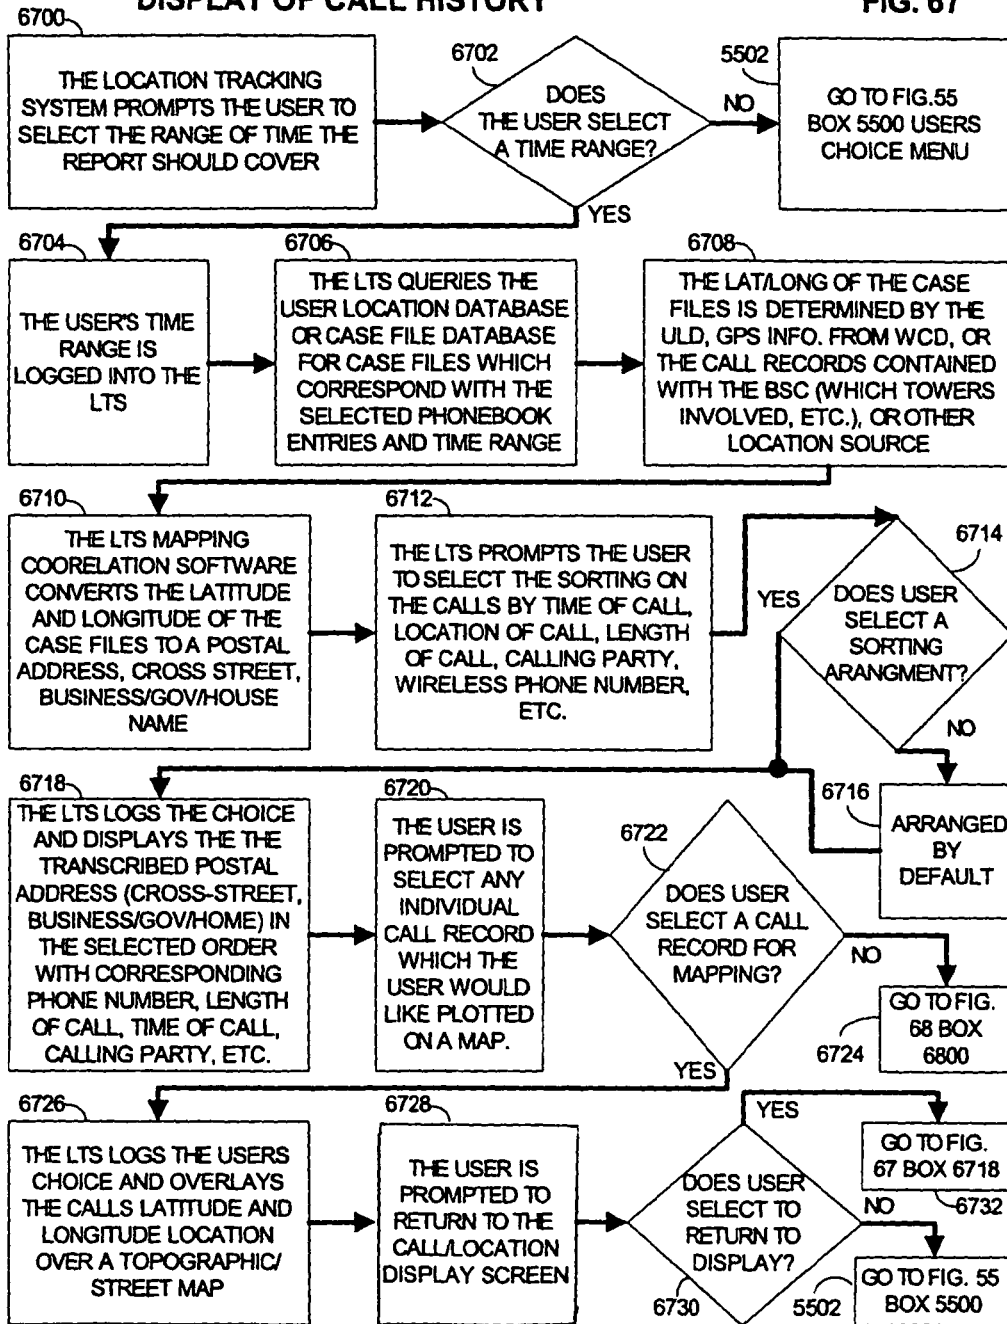 DISPLAY OF CALL HISTORY
FIG. 67
6700
THE LOCATION TRACKING
SYSTEM PROMPTS THE USER TO
SELECT THE RANGE OF TIME THE
REPORT SHOULD COVER
6702
DOES
THE USER SELECT
A TIME RANGE?
NO
YES
5502
GO TO FIG.55
BOX 5500 USERS
CHOICE MENU
6704
THE USER'S TIME
RANGE IS
LOGGED INTO THE
LTS
6706
THE LTS QUERIES THE
USER LOCATION DATABASE
OR CASE FILE DATABASE
FOR CASE FILES WHICH
CORRESPOND WITH THE
SELECTED PHONEBOOK
ENTRIES AND TIME RANGE
6708
THE LAT/LONG OF THE CASE
FILES IS DETERMINED BY THE
ULD, GPS INFO. FROM WCD, OR
THE CALL RECORDS CONTAINED
WITH THE BSC (WHICH TOWERS
INVOLVED, ETC.), OR OTHER
LOCATION SOURCE
6710
THE LTS MAPPING
COORELATION SOFTWARE
CONVERTS THE LATITUDE
AND LONGITUDE OF THE
CASE FILES TO A POSTAL
ADDRESS, CROSS STREET,
BUSINESS/GOV/HOUSE
NAME
6712
THE LTS PROMPTS THE USER
TO SELECT THE SORTING ON
THE CALLS BY TIME OF CALL,
LOCATION OF CALL, LENGTH
OF CALL, CALLING PARTY,
WIRELESS PHONE NUMBER,
ETC.
6714
DOES USER
SELECT A
SORTING
ARANGMENT?
YES
NO
6716
ARRANGED
BY
DEFAULT
6718
THE LTS LOGS THE CHOICE
AND DISPLAYS THE THE
TRANSCRIBED POSTAL
ADDRESS (CROSS-STREET,
BUSINESS/GOV/HOME) IN
THE SELECTED ORDER
WITH CORRESPONDING
PHONE NUMBER, LENGTH
OF CALL, TIME OF CALL,
CALLING PARTY, ETC.
6720
THE USER IS
PROMPTED TO
SELECT ANY
INDIVIDUAL
CALL RECORD
WHICH THE
USER WOULD
LIKE PLOTTED
ON A MAP.
6722
DOES USER
SELECT A CALL
RECORD FOR
MAPPING?
NO
YES
GO TO FIG.
68 BOX
6800
6724
6726
THE LTS LOGS THE USERS
CHOICE AND OVERLAYS
THE CALLS LATITUDE AND
LONGITUDE LOCATION
OVER A TOPOGRAPHIC/
STREET MAP
6728
THE USER IS
PROMPTED TO
RETURN TO THE
CALL/LOCATION
DISPLAY SCREEN
DOES USER
SELECT TO
RETURN TO
DISPLAY?
6730
YES
GO TO FIG.
67 BOX 6718
6732
NO
5502
GO TO FIG. 55
BOX 5500